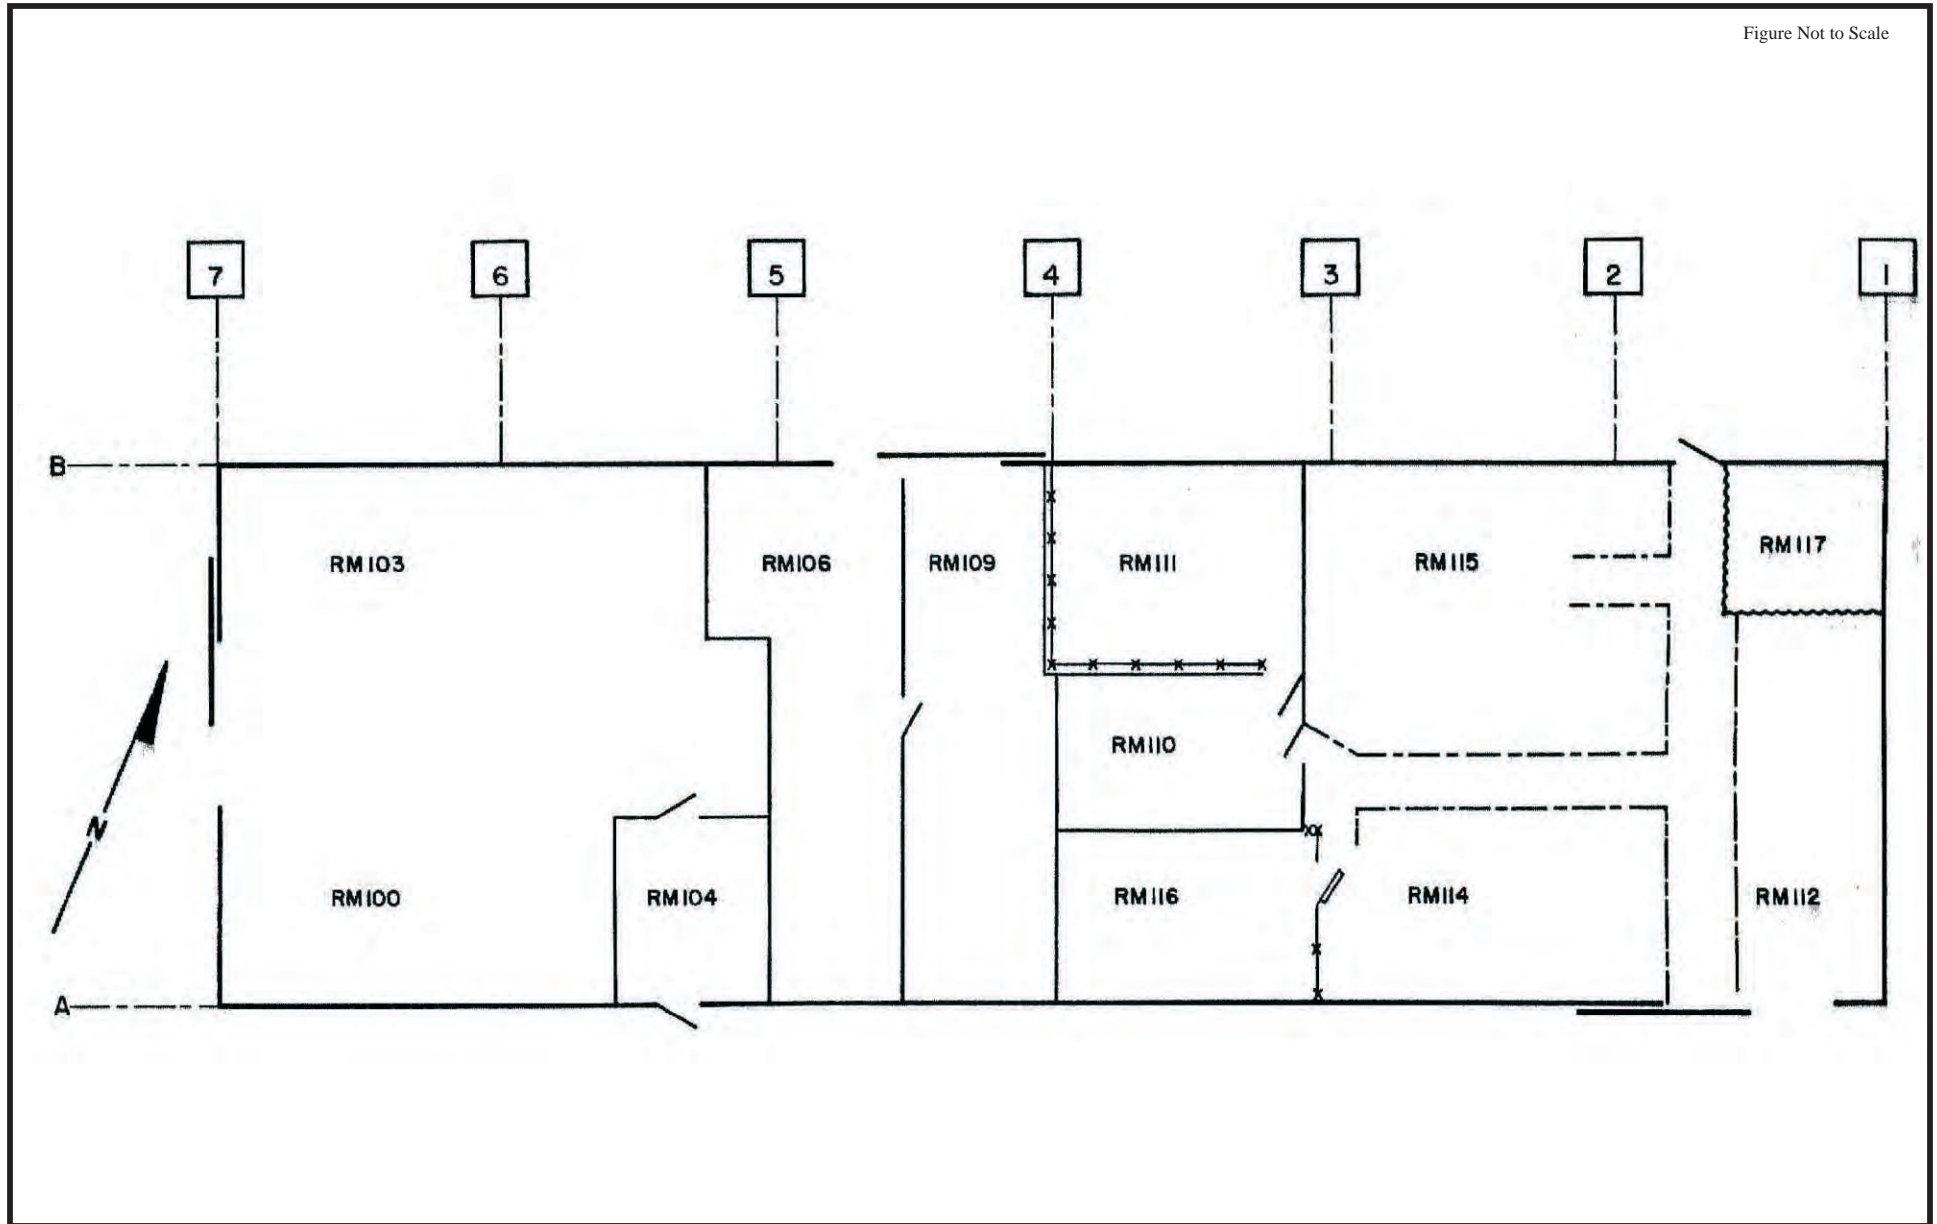 Figure Not to Scale
7 6 5 4 3 2 1
B
RM103 RM106 RM109 RM111 RM115 RM117
RM110
N
RM100 RM104 RM116 RM114 RM112
A